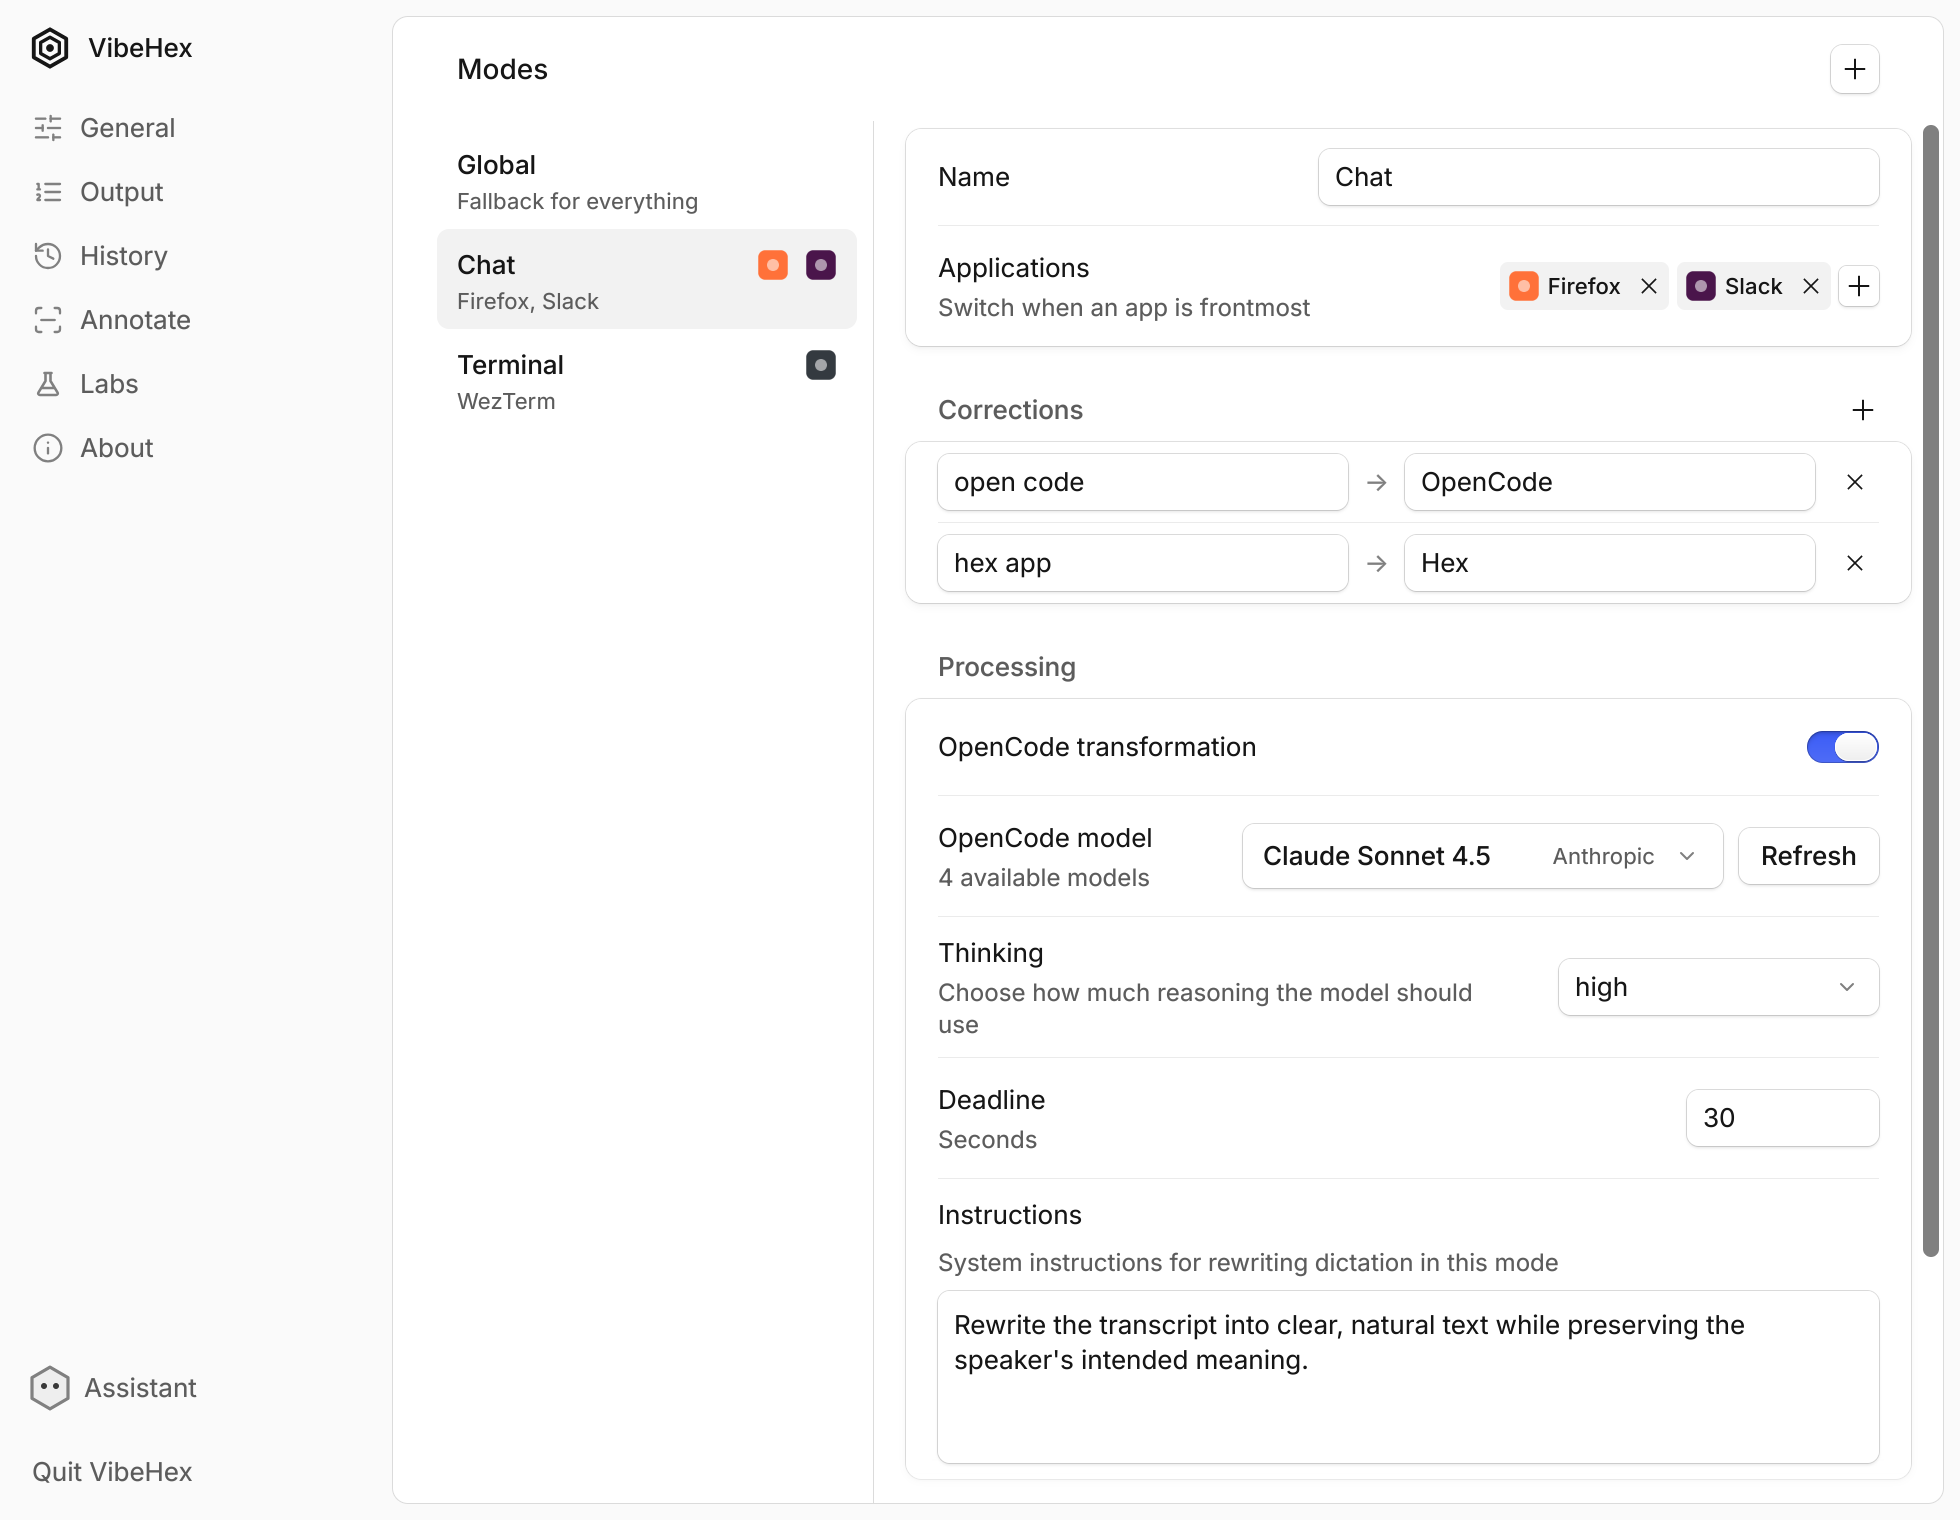 VibeHex
General
Output
History
Annotate
Labs
About
Assistant
Quit VibeHex
Modes
Global
Fallback for everything
Chat
Firefox, Slack
Terminal
WezTerm
Name
Chat
Applications
Switch when an app is frontmost
Firefox
Slack
Corrections
open code → OpenCode
hex app → Hex
Processing
OpenCode transformation
OpenCode model
4 available models
Claude Sonnet 4.5 Anthropic
Refresh
Thinking
Choose how much reasoning the model should
use
high
Deadline
Seconds
30
Instructions
System instructions for rewriting dictation in this mode
Rewrite the transcript into clear, natural text while preserving the
speaker's intended meaning.